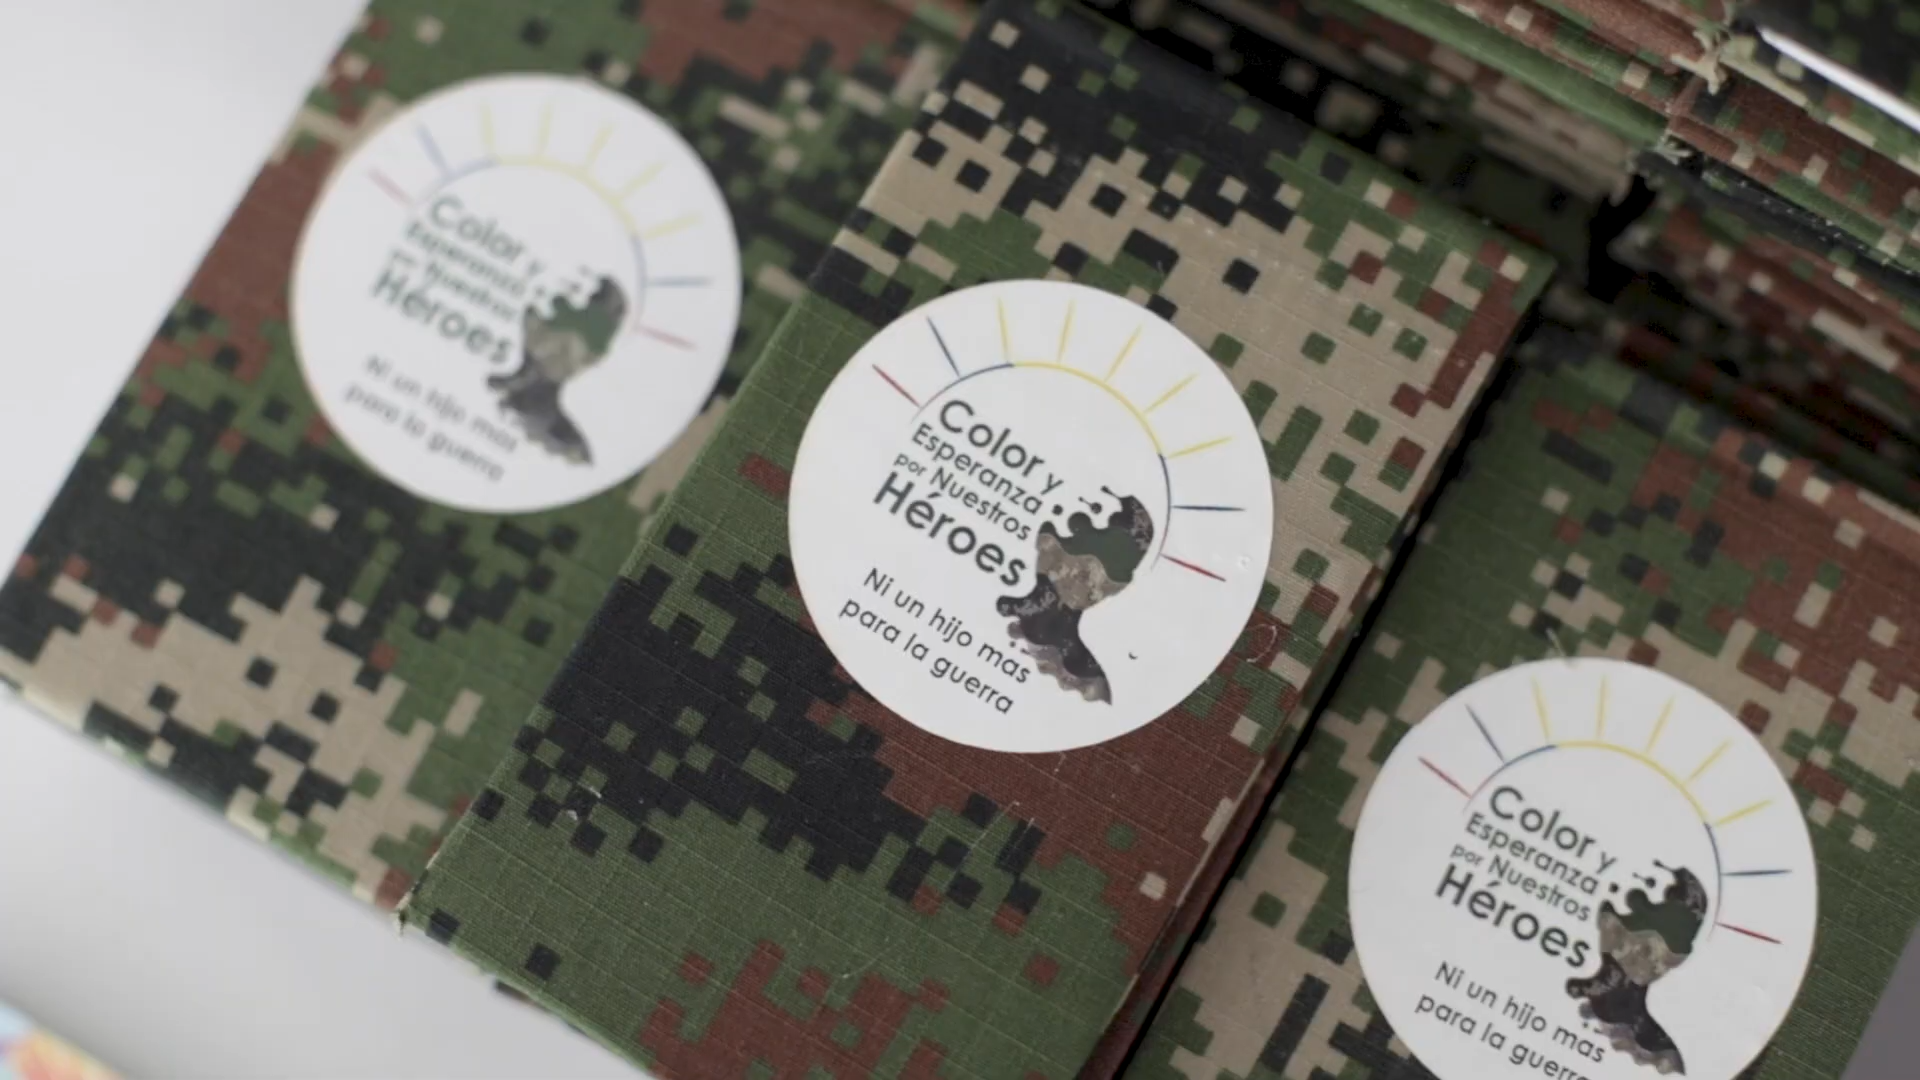 Color y
Esperanza
por Nuestros
Héroes
Ni un hijo mas
para la guerra
Color y
Esperanza
por Nuestros
Héroes
Ni un hijo mas
para la guerra
Color y
Esperanza
por Nuestros
Héroes
Ni un hijo mas
para la guerra